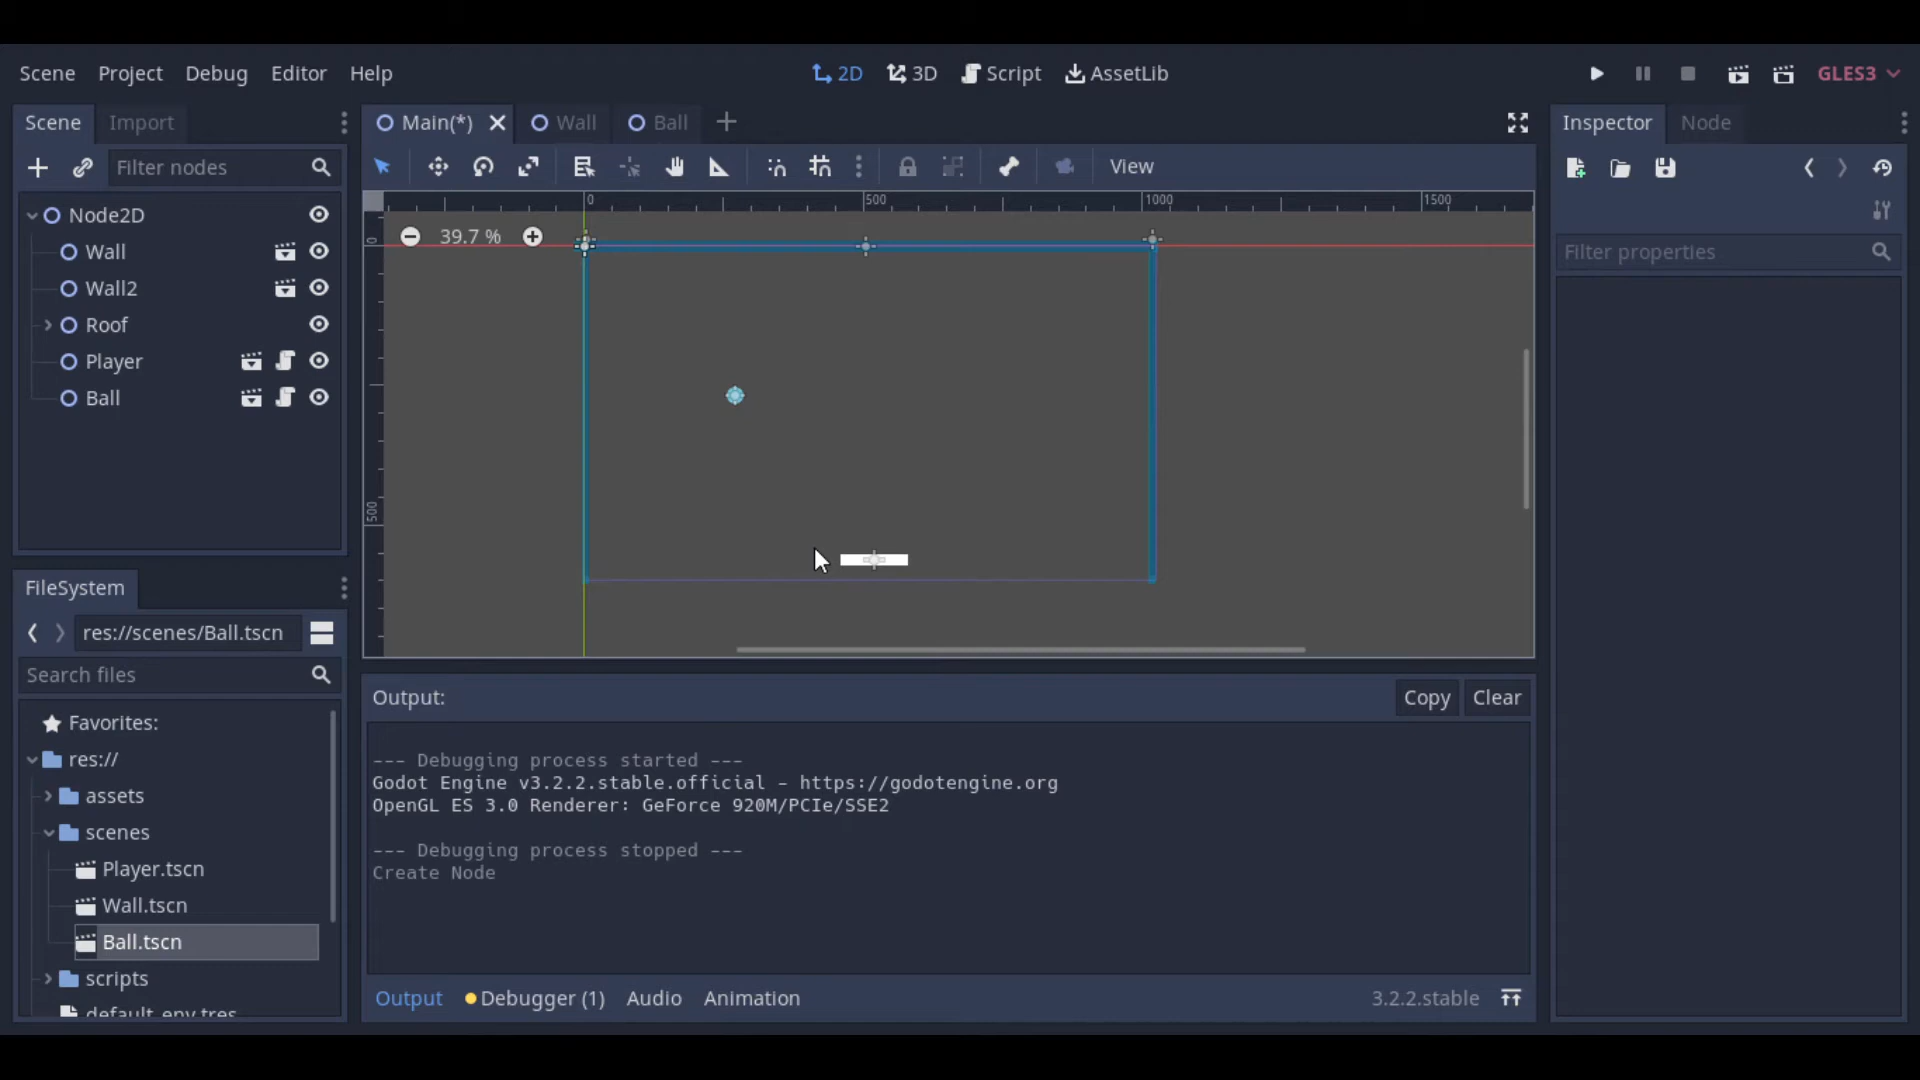 Scene Project Debug Editor Help 2D 3D Script AssetLib GLES3
Scene Import Main(*) Wall Ball Inspector Node
Filter nodes View
0 500 1000 1500
Node2D
39.7 %
0
Wall
Filter properties
Wall2
Roof
Player
Ball
500
FileSystem
res://scenes/Ball.tscn
Search files
Output: Copy Clear
Favorites:
res://
--- Debugging process started ---
Godot Engine v3.2.2.stable.official - https://godotengine.org
assets
OpenGL ES 3.0 Renderer: GeForce 920M/PCIe/SSE2
scenes
--- Debugging process stopped ---
Player.tscn
Create Node
Wall.tscn
Ball.tscn
scripts
Output Debugger (1) Audio Animation 3.2.2.stable
default_env.tres